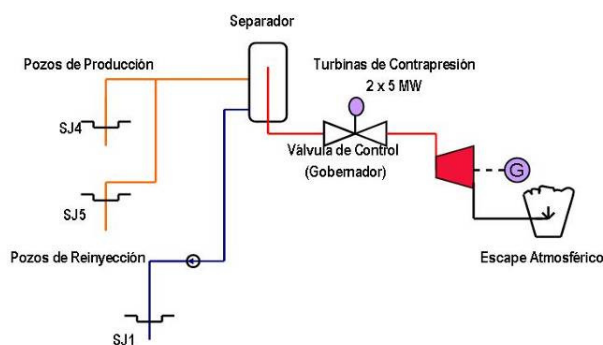 Separador
Pozos de Producción
Turbinas de Contrapresión
2 x 5 MW
SJ4
Válvula de Control
(Gobernador)
G
SJ5
Pozos de Reinyección
Escape Atmosférico
SJ1